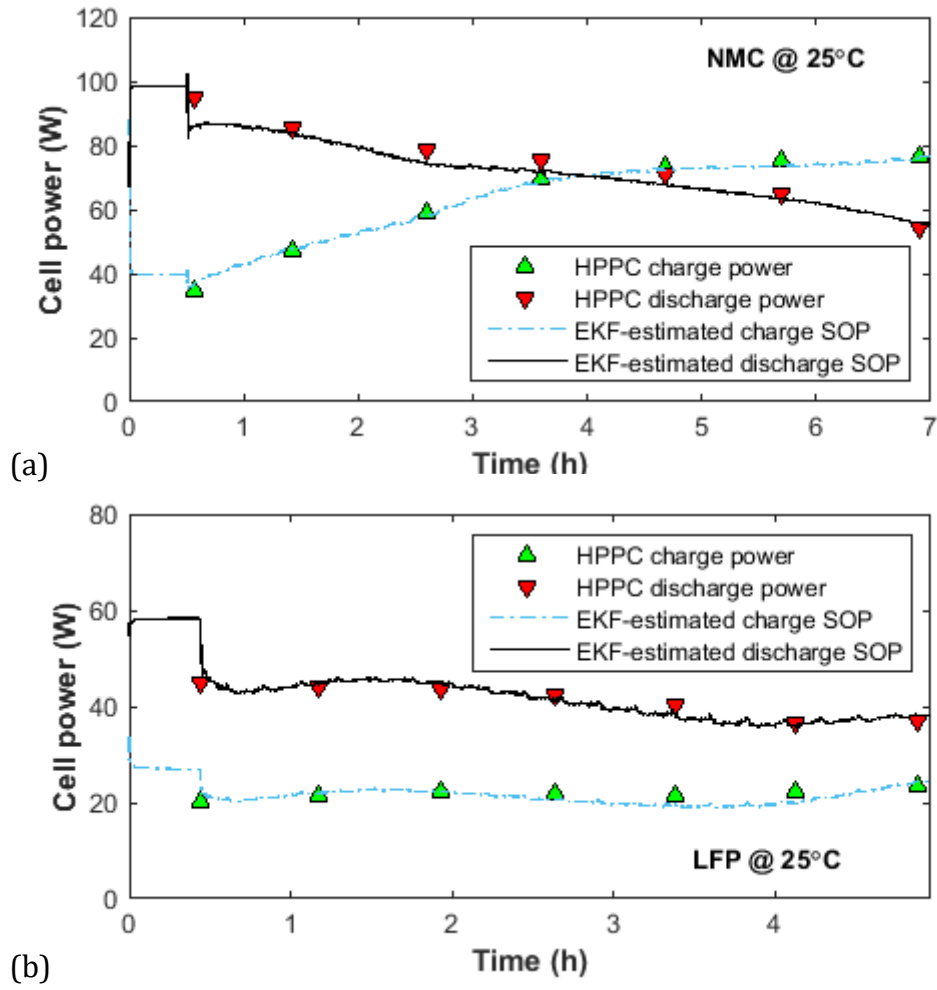 120
100
80
60
40
20
0
Cell power (W)
NMC @ 25°C
HPPC charge power
HPPC discharge power
EKF-estimated charge SOP
EKF-estimated discharge SOP
0 1 2 3 4 5 6 7
Time (h)
(a)
80
60
40
20
0
Cell power (W)
HPPC charge power
HPPC discharge power
EKF-estimated charge SOP
EKF-estimated discharge SOP
LFP @ 25°C
0 1 2 3 4
Time (h)
(b)